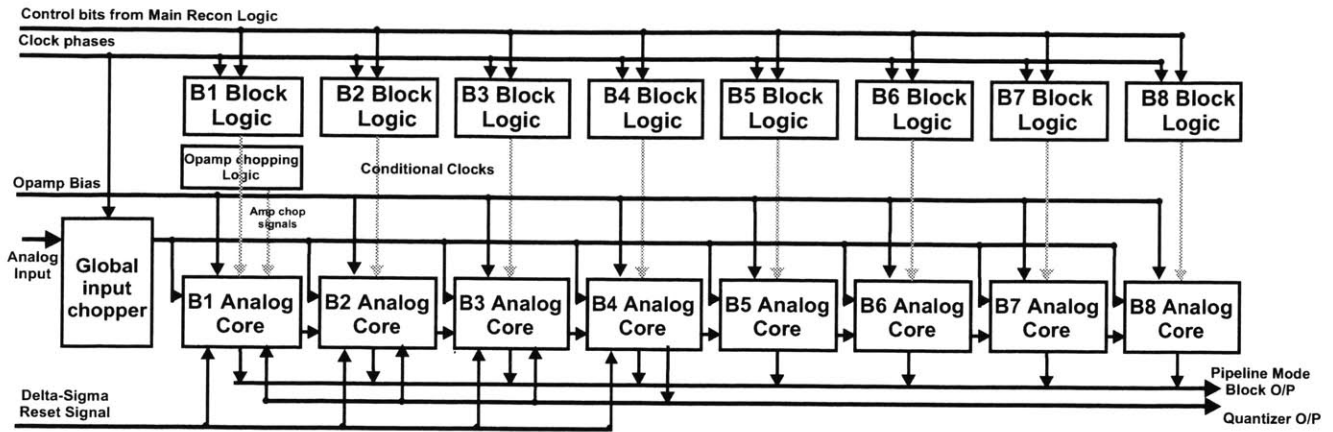 Control bits from Main Recon Logic
Clock phases
B1 Block
Logic
B2 Block
Logic
B3 Block
Logic
B4 Block
Logic
B5 Block
Logic
B6 Block
Logic
B7 Block
Logic
B8 Block
Logic
Opamp chopping
Logic
Conditional Clocks
Opamp Bias
Amp chop
signals
Analog
Input
Global
input
chopper
B1 Analog
Core
B2 Analog
Core
B3 Analog
Core
B4 Analog
Core
B5 Analog
Core
B6 Analog
Core
B7 Analog
Core
B8 Analog
Core
Pipeline Mode
Block O/P
Delta-Sigma
Reset Signal
Quantizer O/P